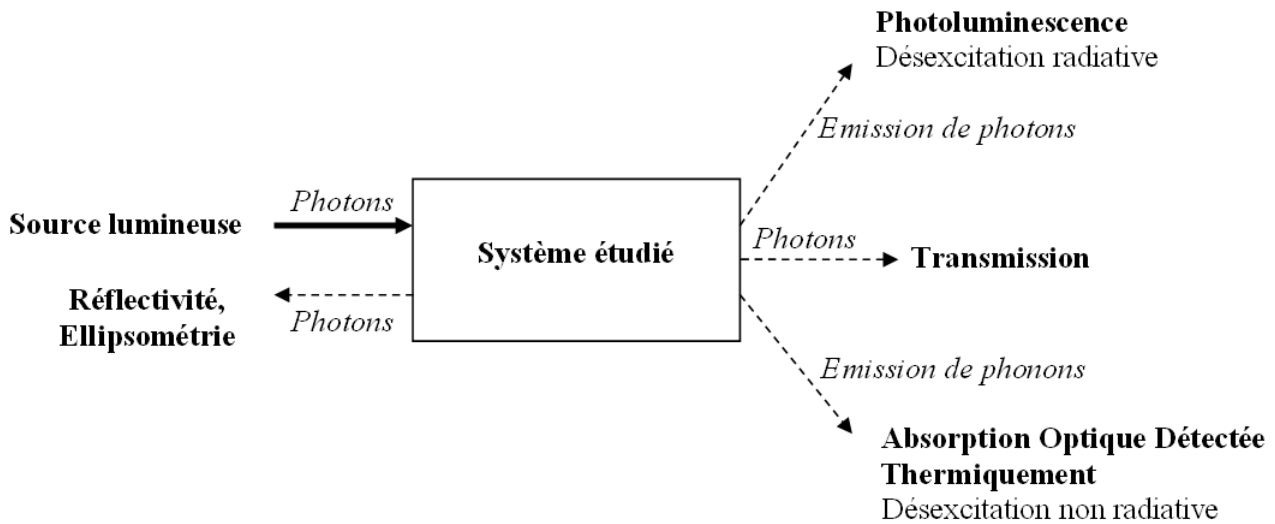 Photoluminescence
Désexcitation radiative
Emission de photons
Photons
Source lumineuse
Système étudié
Photons
Transmission
Réflectivité,
Ellipsométrie
Photons
Emission de phonons
Absorption Optique Détectée
Thermiquement
Désexcitation non radiative